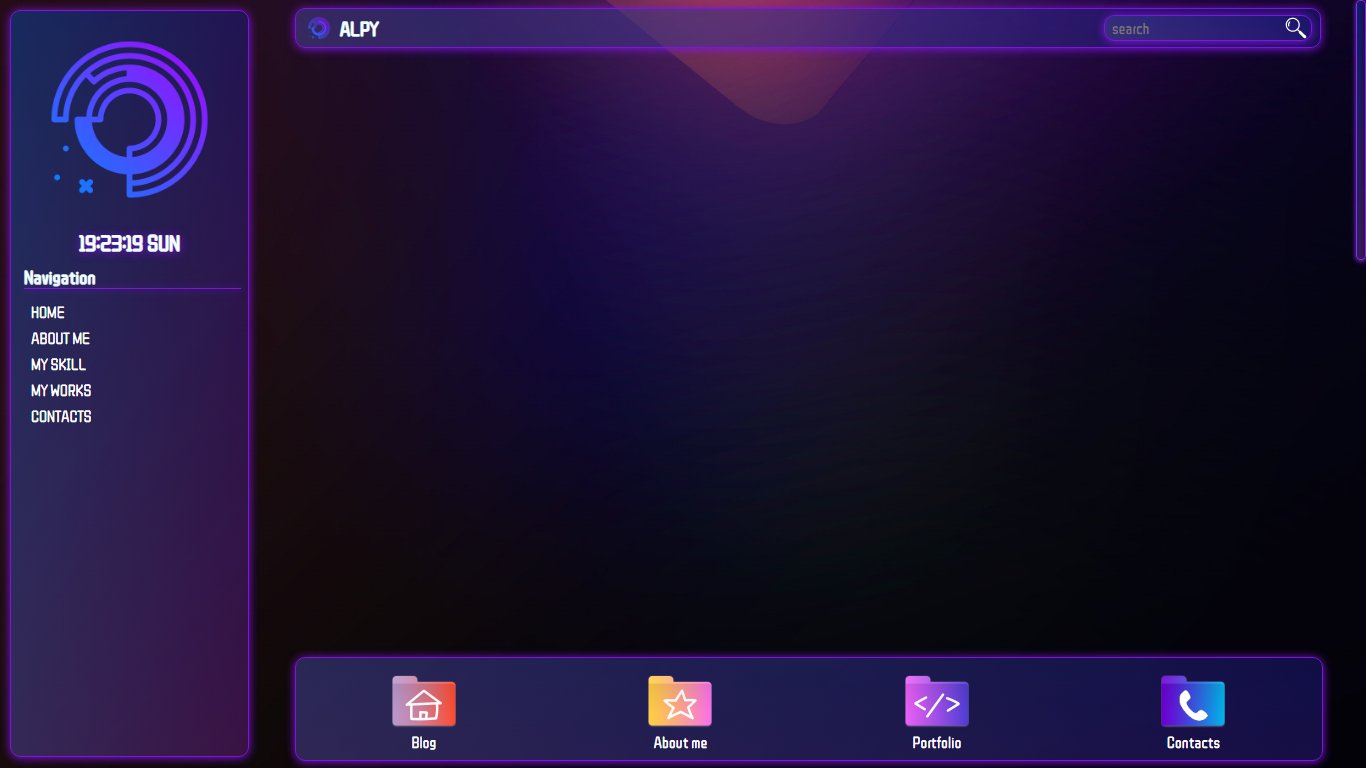 ALPY
search
19:23:19 SUN
Navigation
HOME
ABOUT ME
MY SKILL
MY WORKS
CONTACTS
Blog
About me
Portfolio
Contacts